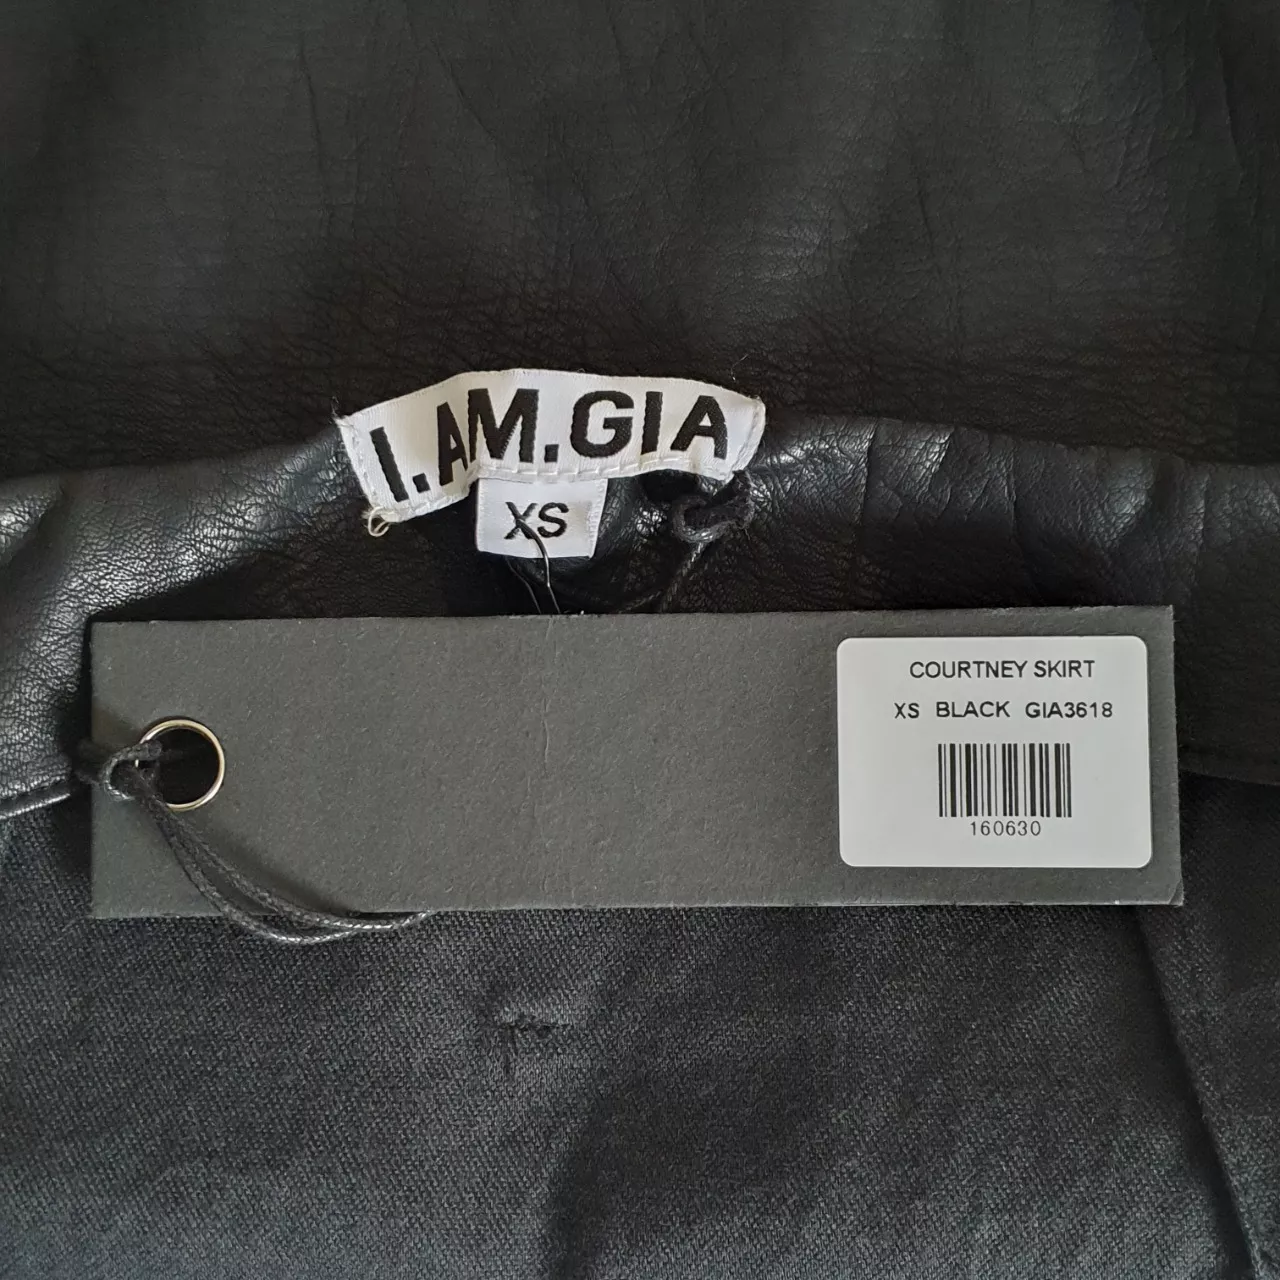 I.AM.GIA
XS
COURTNEY SKIRT
XS BLACK GIA3618
160630